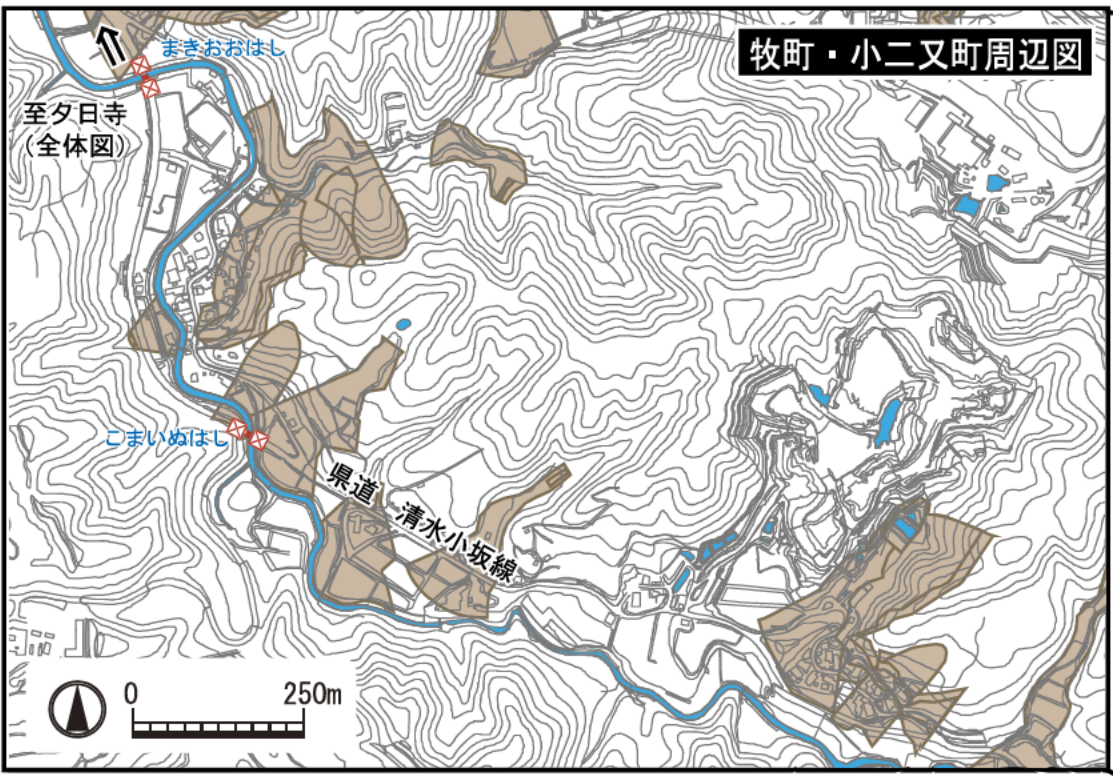 牧町・小二又町周辺図
まきおおはし
至夕日寺
(全体図)
こまいぬはし
県道 清水小坂線
0 250m